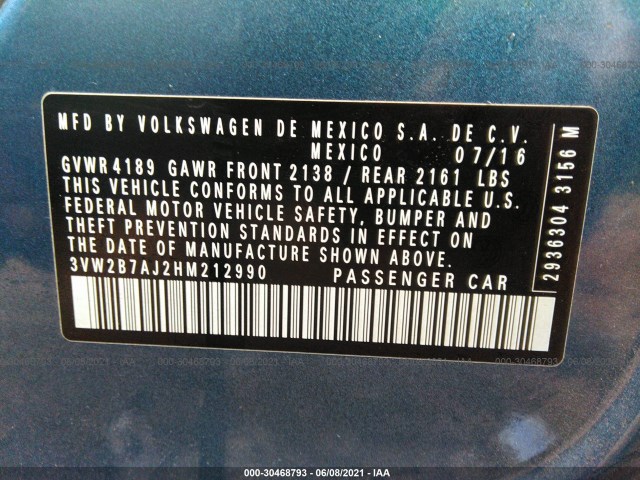 MFD BY VOLKSWAGEN DE MEXICO S.A. DE C.V.
MEXICO 07/16
GVWR 4189 GAWR FRONT 2138 / REAR 2161 LBS
THIS VEHICLE CONFORMS TO ALL APPLICABLE U.S.
FEDERAL MOTOR VEHICLE SAFETY, BUMPER AND
THEFT PREVENTION STANDARDS IN EFFECT ON
THE DATE OF MANUFACTURE SHOWN ABOVE.
3VW2B7AJ2HM212990 PASSENGER CAR
2936304 3156 M
000-30468793 / 06/08/2021 / IAA